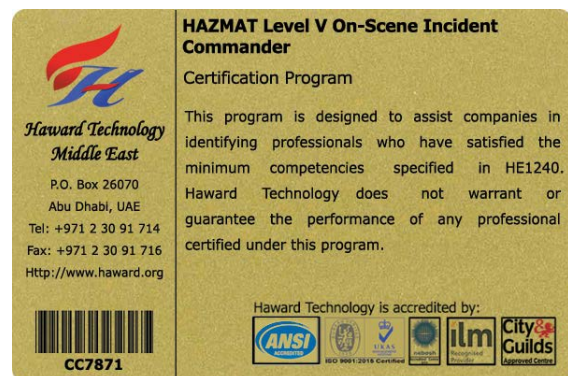 HAZMAT Level V On-Scene Incident
Commander
Certification Program
This program is designed to assist companies in
identifying professionals who have satisfied the
minimum competencies specified in HE1240.
Haward Technology does not warrant or
guarantee the performance of any professional
certified under this program.
H
Haward Technology
Middle East
P.O. Box 26070
Abu Dhabi, UAE
Tel: +971 2 30 91 714
Fax: +971 2 30 91 716
Http://www.haward.org
CC7871
Haward Technology is accredited by:
ANSI
ACCREDITED
ISO 9001:2015 Certified
UKAS
nebosh
ilm
Recognised
Provider
City&
Guilds
Approved Centre